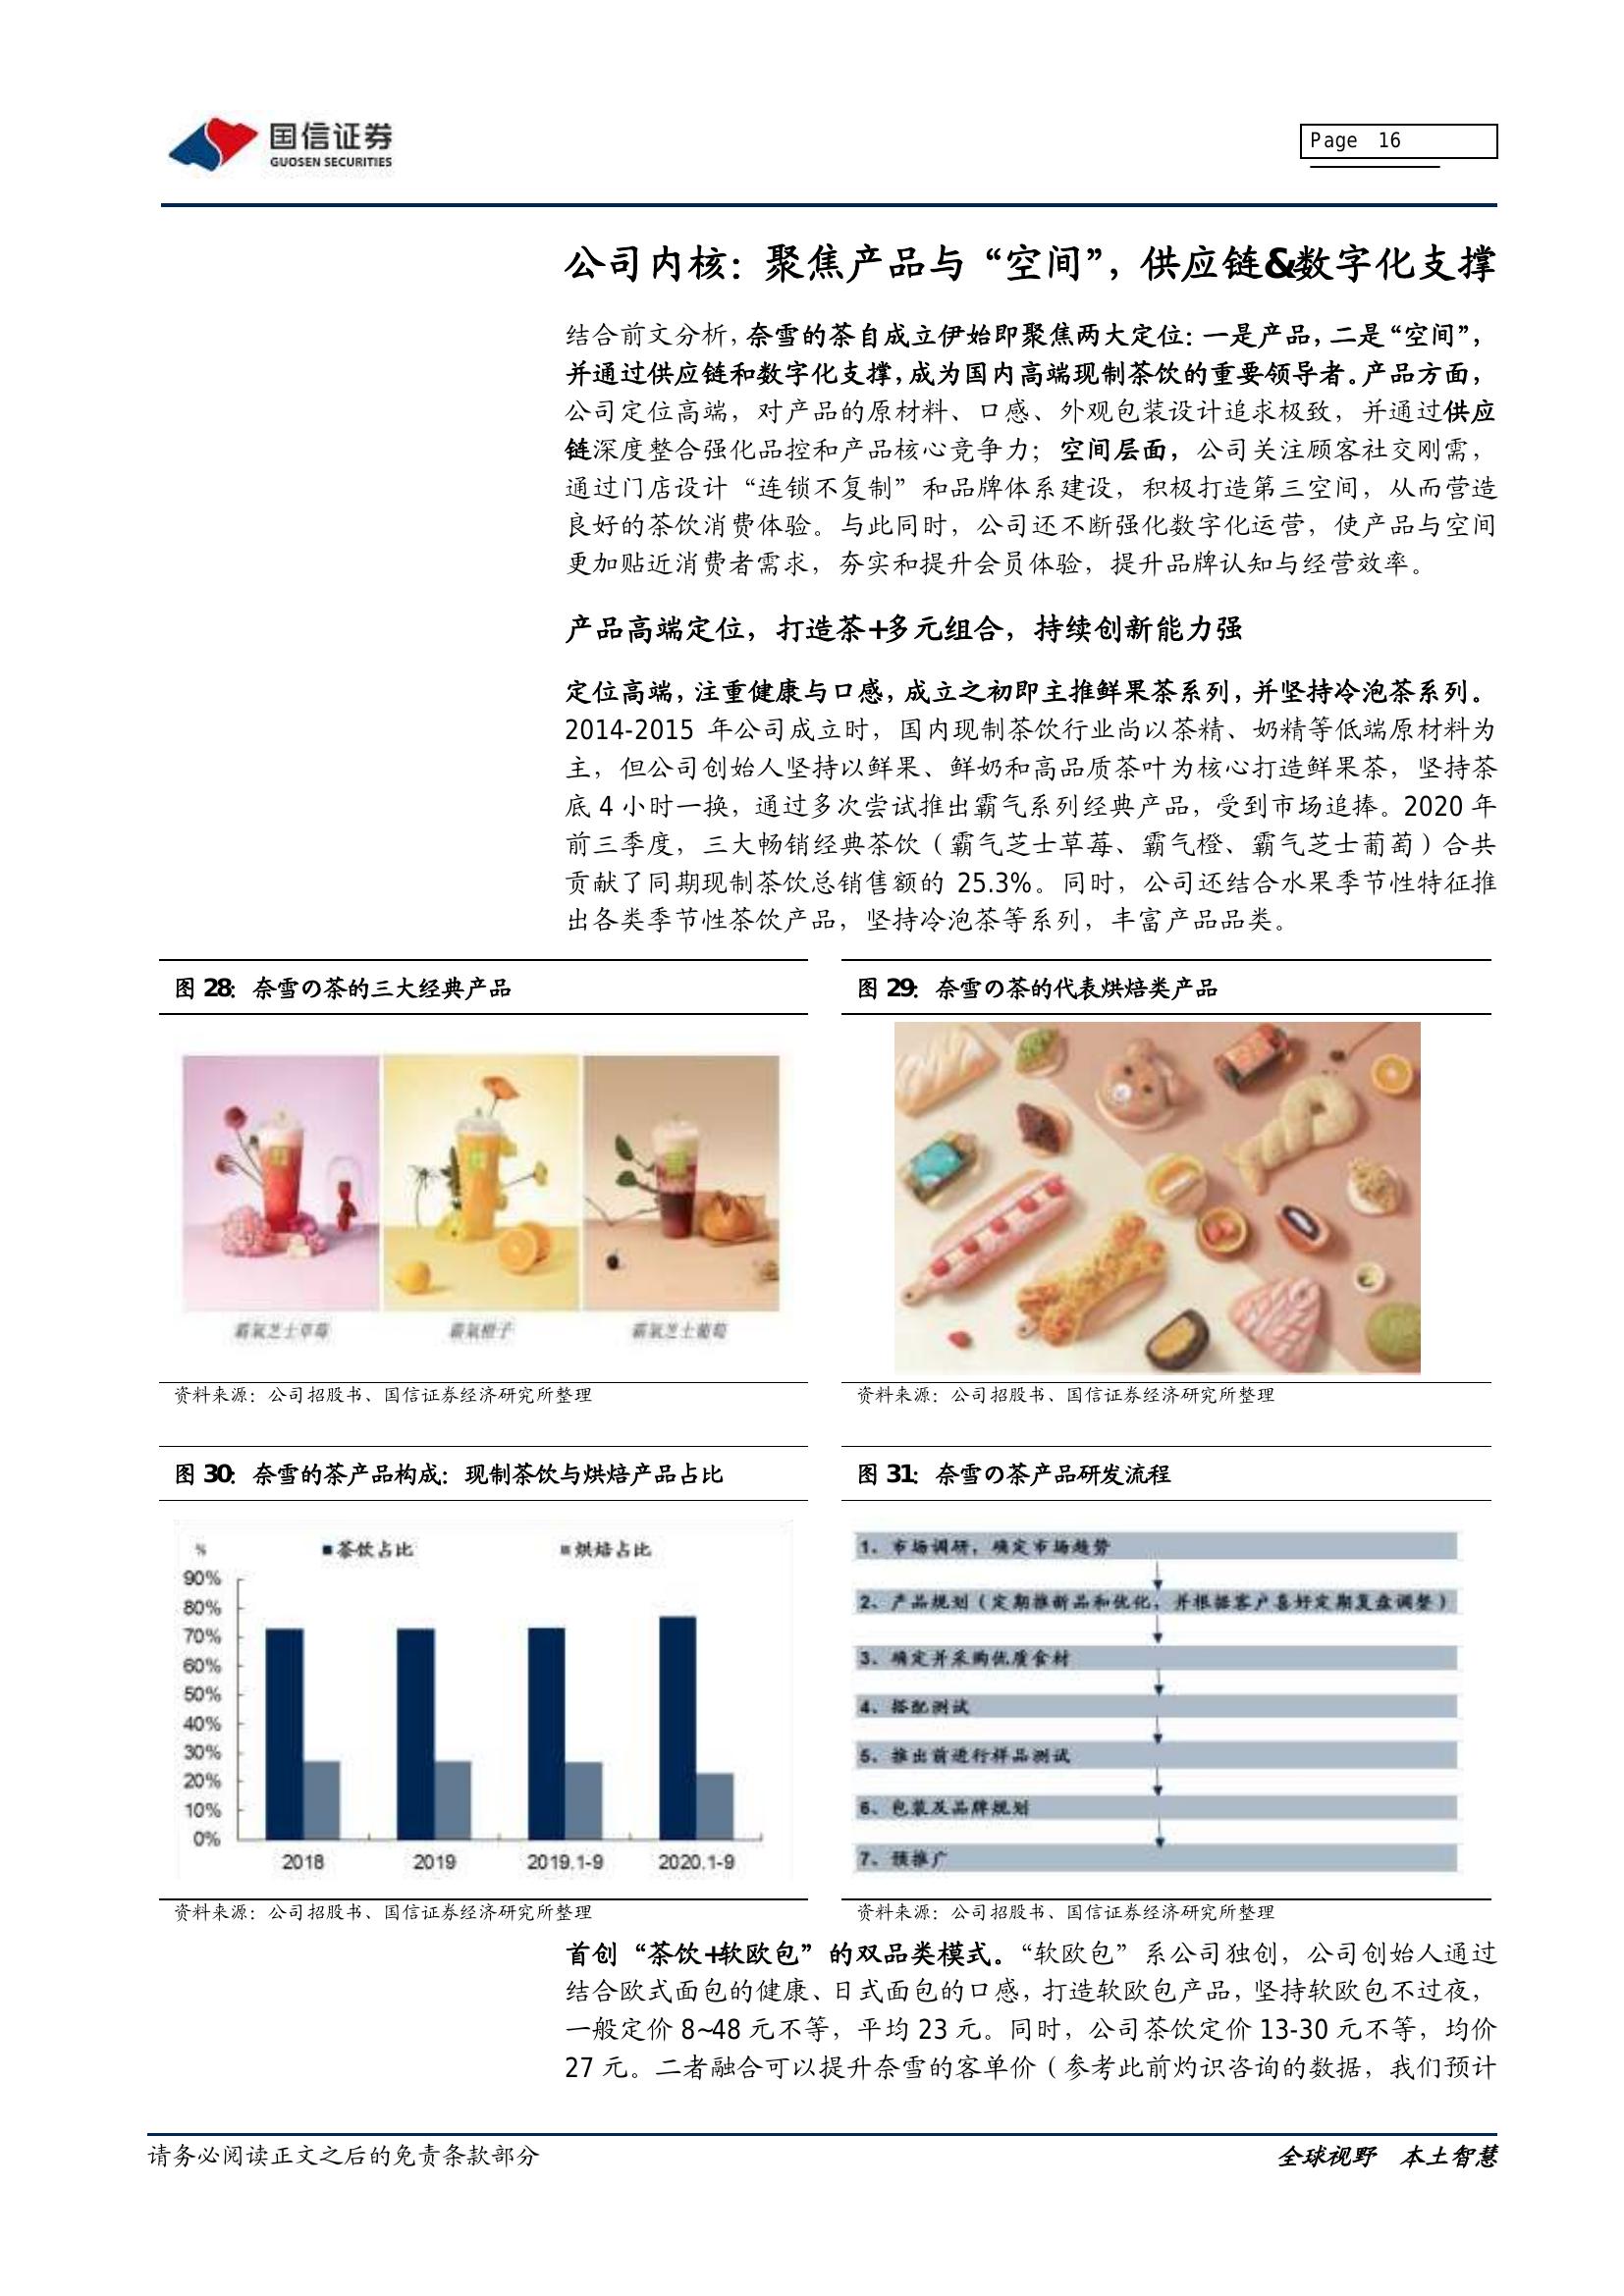 国信证券
GUOSEN SECURITIES
Page 16
公司内核：聚焦产品与“空间”，供应链&数字化支撑
结合前文分析，奈雪的茶自成立伊始即聚焦两大定位：一是产品，二是“空间”，
并通过供应链和数字化支撑，成为国内高端现制茶饮的重要领导者。产品方面，
公司定位高端，对产品的原材料、口感、外观包装设计追求极致，并通过供应
链深度整合强化品控和产品核心竞争力；空间层面，公司关注顾客社交刚需，
通过门店设计“连锁不复制”和品牌体系建设，积极打造第三空间，从而营造
良好的茶饮消费体验。与此同时，公司还不断强化数字化运营，使产品与空间
更加贴近消费者需求，夯实和提升会员体验，提升品牌认知与经营效率。
产品高端定位，打造茶+多元组合，持续创新能力强
定位高端，注重健康与口感，成立之初即主推鲜果茶系列，并坚持冷泡茶系列。
2014-2015 年公司成立时，国内现制茶饮行业尚以茶精、奶精等低端原材料为
主，但公司创始人坚持以鲜果、鲜奶和高品质茶叶为核心打造鲜果茶，坚持茶
底 4 小时一换，通过多次尝试推出霸气系列经典产品，受到市场追捧。2020 年
前三季度，三大畅销经典茶饮（霸气芝士草莓、霸气橙、霸气芝士葡萄）合共
贡献了同期现制茶饮总销售额的 25.3%。同时，公司还结合水果季节性特征推
出各类季节性茶饮产品，坚持冷泡茶等系列，丰富产品品类。
图 28：奈雪の茶的三大经典产品
霸氣芝士草莓 霸氣橙子 霸氣芝士葡萄
资料来源：公司招股书、国信证券经济研究所整理
图 29：奈雪の茶的代表烘焙类产品
资料来源：公司招股书、国信证券经济研究所整理
图 30：奈雪的茶产品构成：现制茶饮与烘焙产品占比
% 茶饮占比 烘焙占比
90%
80%
70%
60%
50%
40%
30%
20%
10%
0%
2018 2019 2019.1-9 2020.1-9
资料来源：公司招股书、国信证券经济研究所整理
图 31：奈雪の茶产品研发流程
1、市场调研，确定市场趋势
2、产品规划（定期推新品和优化，并根据客户喜好定期复盘调整）
3、确定并采购优质食材
4、搭配测试
5、推出前进行样品测试
6、包装及品牌规划
7、预推广
资料来源：公司招股书、国信证券经济研究所整理
首创“茶饮+软欧包”的双品类模式。“软欧包”系公司独创，公司创始人通过
结合欧式面包的健康、日式面包的口感，打造软欧包产品，坚持软欧包不过夜，
一般定价 8~48 元不等，平均 23 元。同时，公司茶饮定价 13-30 元不等，均价
27 元。二者融合可以提升奈雪的客单价（参考此前灼识咨询的数据，我们预计
请务必阅读正文之后的免责条款部分
全球视野 本土智慧